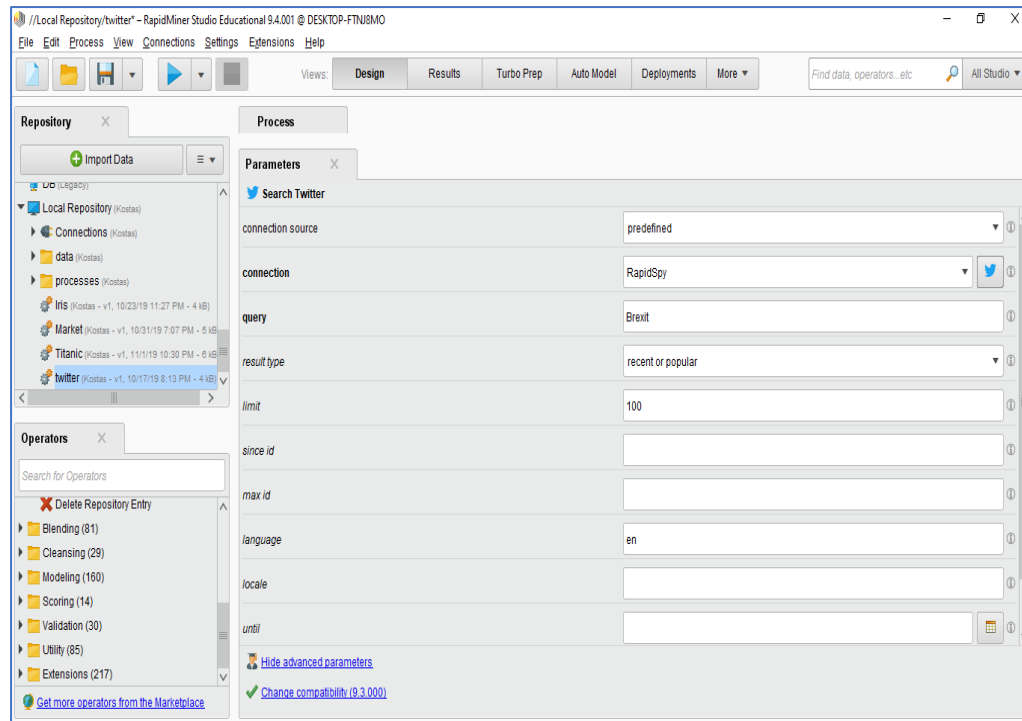 //Local Repository/twitter* – RapidMiner Studio Educational 9.4.001 @ DESKTOP-FTNJ8MO
File Edit Process View Connections Settings Extensions Help
Views: Design Results Turbo Prep Auto Model Deployments More Find data, operators...etc All Studio
Repository
Import Data
DB (Legacy)
Local Repository (Kostas)
Connections (Kostas)
data (Kostas)
processes (Kostas)
Iris (Kostas - v1, 10/23/19 11:27 PM - 4 kB)
Market (Kostas - v1, 10/31/19 7:07 PM - 5 kB
Titanic (Kostas - v1, 11/1/19 10:30 PM - 6 kB
twitter (Kostas - v1, 10/17/19 8:13 PM - 4 kB)
Operators
Search for Operators
Delete Repository Entry
Blending (81)
Cleansing (29)
Modeling (160)
Scoring (14)
Validation (30)
Utility (85)
Extensions (217)
Get more operators from the Marketplace
Process
Parameters
Search Twitter
connection source predefined
connection RapidSpy
query Brexit
result type recent or popular
limit 100
since id
max id
language en
locale
until
Hide advanced parameters
Change compatibility (9.3.000)